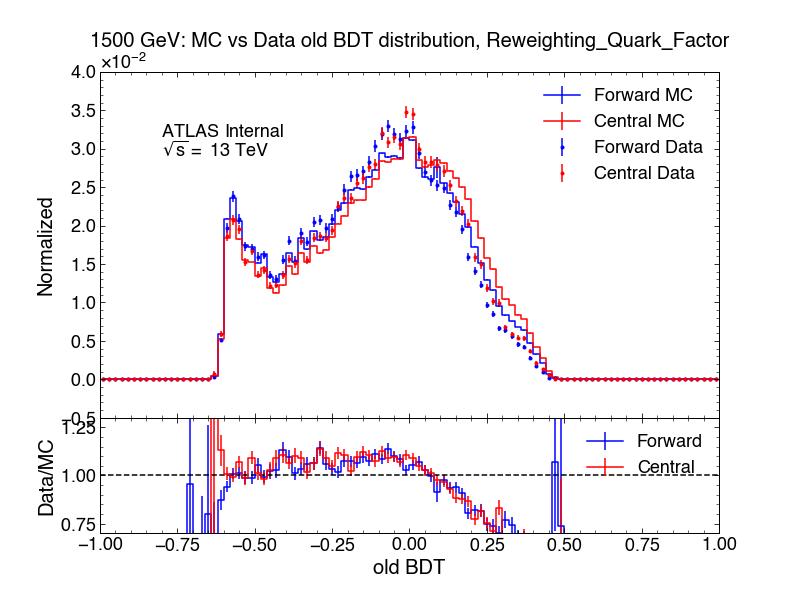 1500 GeV: MC vs Data old BDT distribution, Reweighting_Quark_Factor
×10⁻²
4.0
3.5
3.0
2.5
2.0
1.5
1.0
0.5
0.0
−0.5
Normalized
ATLAS Internal
√s = 13 TeV
Forward MC
Central MC
Forward Data
Central Data
1.25
1.00
0.75
Data/MC
Forward
Central
−1.00 −0.75 −0.50 −0.25 0.00 0.25 0.50 0.75 1.00
old BDT